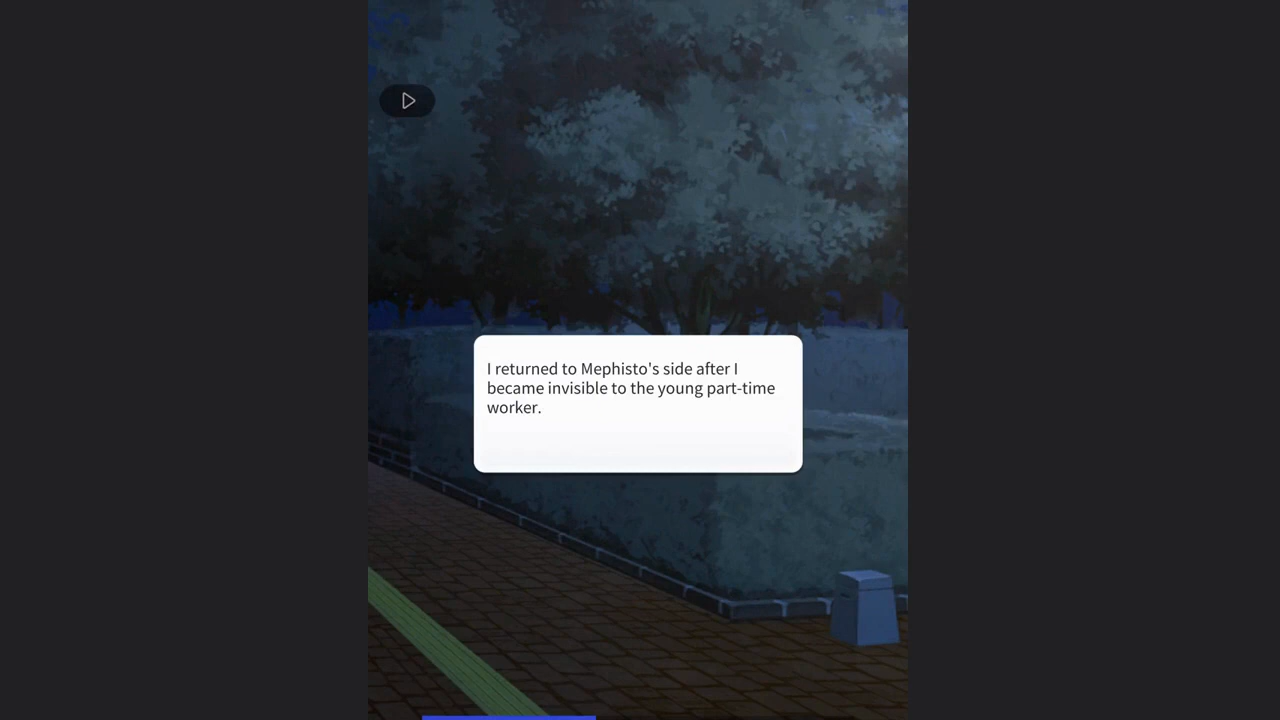 I returned to Mephisto's side after I
became invisible to the young part-time
worker.